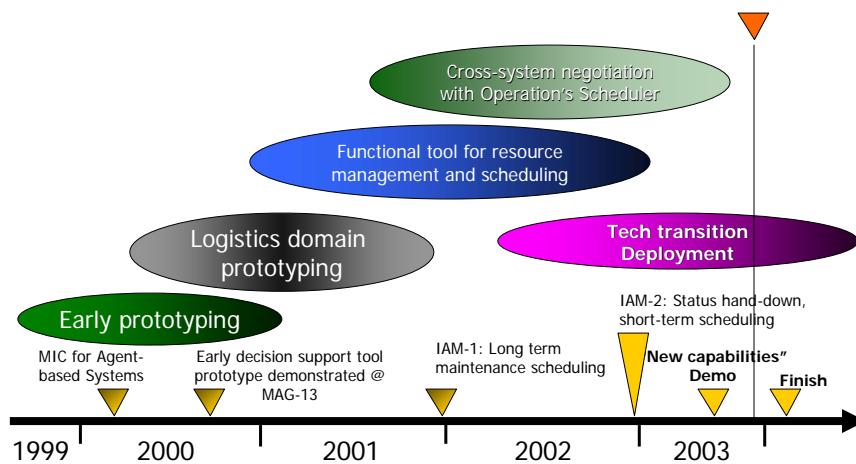 Cross-system negotiation
with Operation's Scheduler
Functional tool for resource
management and scheduling
Logistics domain
prototyping
Tech transition
Deployment
Early prototyping
IAM-2: Status hand-down,
short-term scheduling
MIC for Agent-
based Systems
Early decision support tool
prototype demonstrated @
MAG-13
IAM-1: Long term
maintenance scheduling
"New capabilities"
Demo
Finish
1999
2000
2001
2002
2003